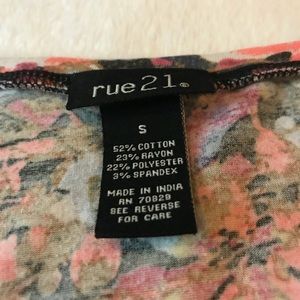 rue21®
S
52% COTTON
23% RAYON
22% POLYESTER
3% SPANDEX
MADE IN INDIA
RN 70829
SEE REVERSE
FOR CARE